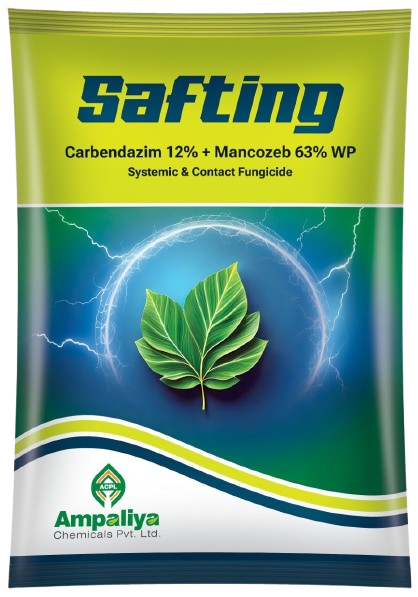 Safting
Carbendazim 12% + Mancozeb 63% WP
Systemic & Contact Fungicide
ACPL
Ampaliya
Chemicals Pvt. Ltd.